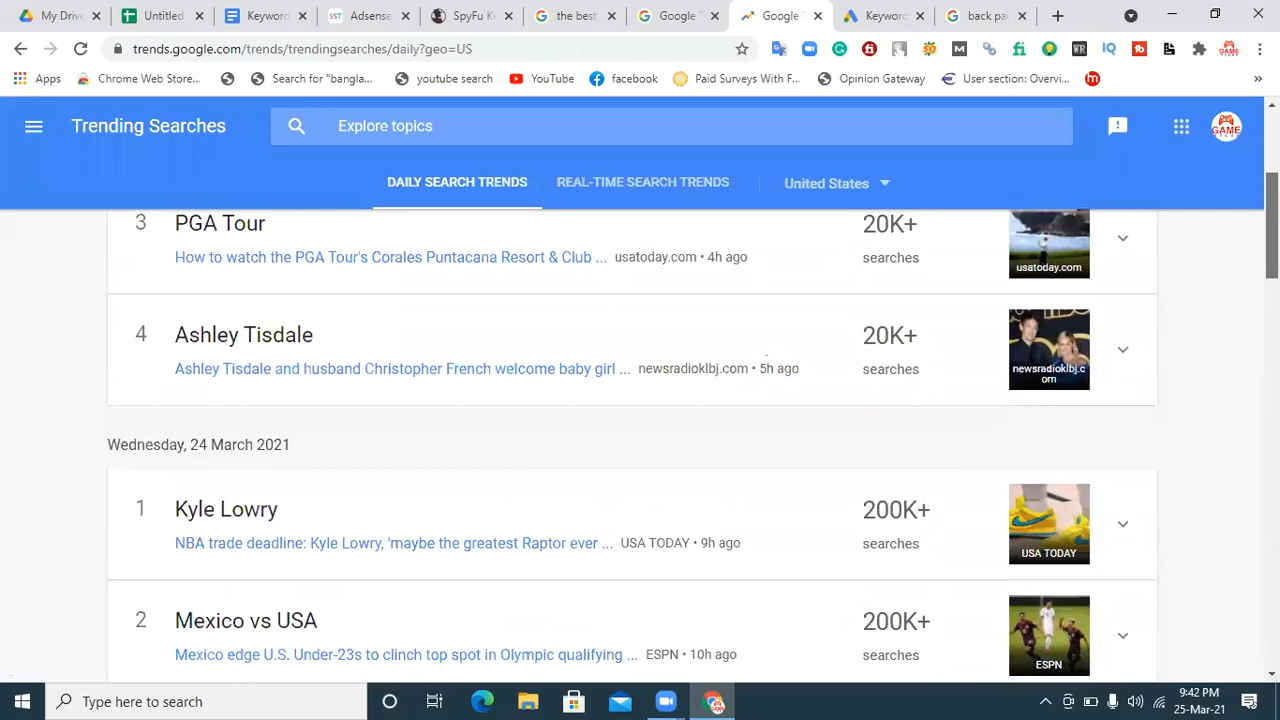 My Drive
Untitled
Keyword
Adsense
SpyFu K
the best
Google T
Google T
Keyword
back pa
trends.google.com/trends/trendingsearches/daily?geo=US
Apps
Chrome Web Store...
Search for "bangla...
youtube search
YouTube
facebook
Paid Surveys With F...
Opinion Gateway
User section: Overvi...
»
Trending Searches
Explore topics
DAILY SEARCH TRENDS
REAL-TIME SEARCH TRENDS
United States
3 PGA Tour 20K+
How to watch the PGA Tour's Corales Puntacana Resort & Club ... usatoday.com • 4h ago searches
usatoday.com
4 Ashley Tisdale 20K+
Ashley Tisdale and husband Christopher French welcome baby girl ... newsradioklbj.com • 5h ago searches
newsradioklbj.c
om
Wednesday, 24 March 2021
1 Kyle Lowry 200K+
NBA trade deadline: Kyle Lowry, 'maybe the greatest Raptor ever ... USA TODAY • 9h ago searches
USA TODAY
2 Mexico vs USA 200K+
Mexico edge U.S. Under-23s to clinch top spot in Olympic qualifying ... ESPN • 10h ago searches
ESPN
Type here to search
9:42 PM
25-Mar-21